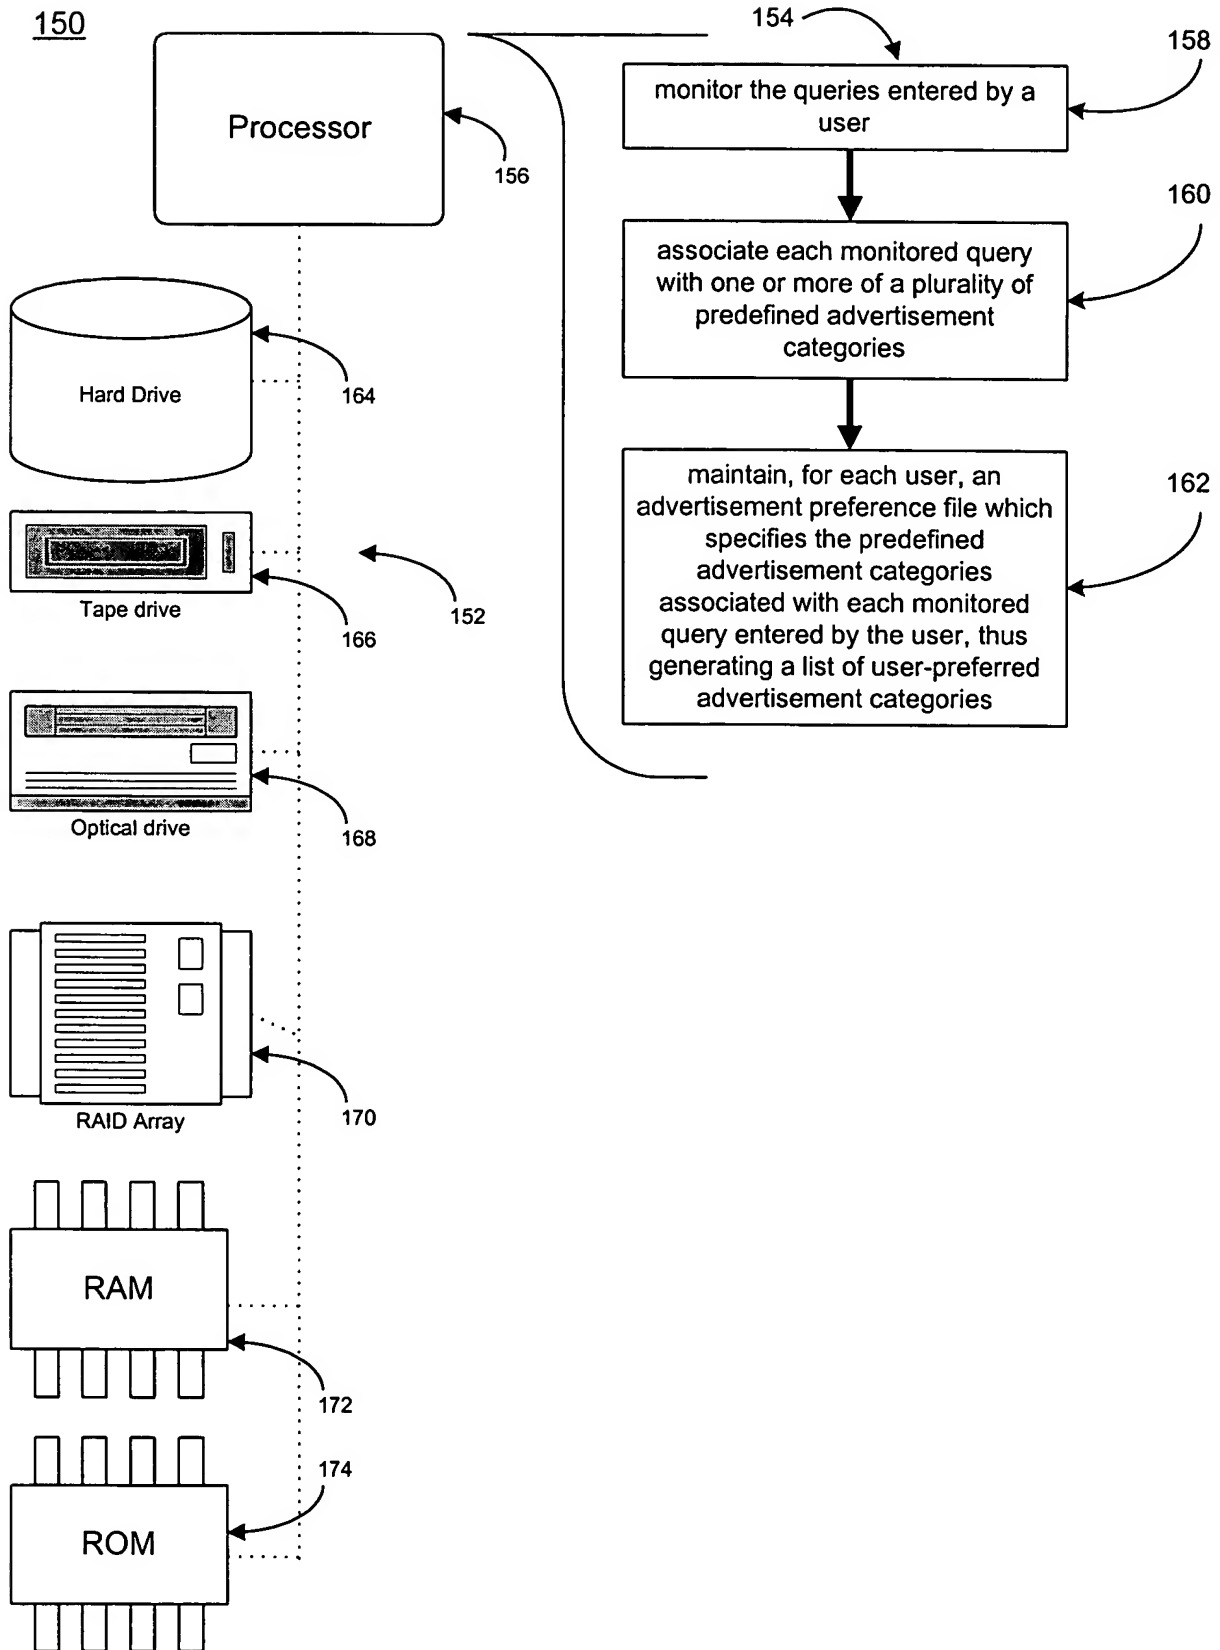 150
154
158
Processor
156
monitor the queries entered by a
user
160
associate each monitored query
with one or more of a plurality of
predefined advertisement
categories
162
maintain, for each user, an
advertisement preference file which
specifies the predefined
advertisement categories
associated with each monitored
query entered by the user, thus
generating a list of user-preferred
advertisement categories
Hard Drive
164
152
Tape drive
166
Optical drive
168
RAID Array
170
RAM
172
174
ROM